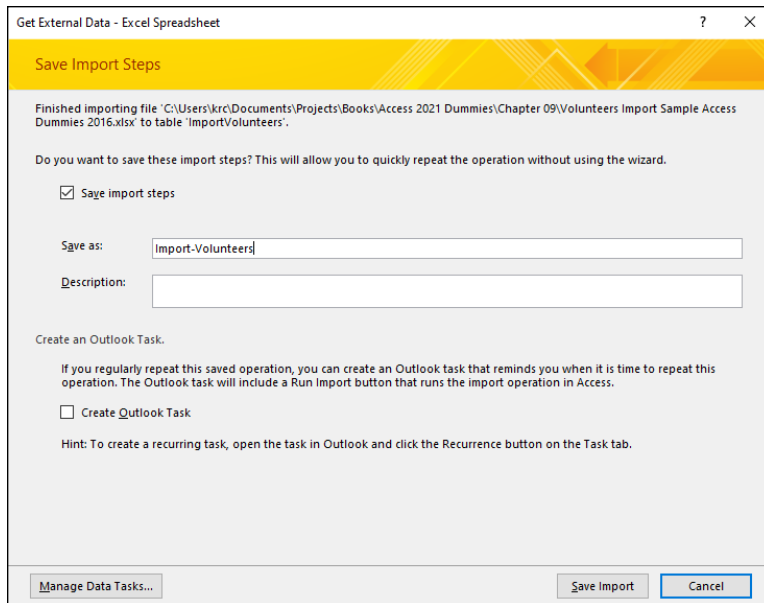 Get External Data - Excel Spreadsheet
?
Save Import Steps
Finished importing file 'C:\Users\krc\Documents\Projects\Books\Access 2021 Dummies\Chapter 09\Volunteers Import Sample Access
Dummies 2016.xlsx' to table 'ImportVolunteers'.
Do you want to save these import steps? This will allow you to quickly repeat the operation without using the wizard.
Save import steps
Save as:
Import-Volunteers
Description:
Create an Outlook Task.
If you regularly repeat this saved operation, you can create an Outlook task that reminds you when it is time to repeat this
operation. The Outlook task will include a Run Import button that runs the import operation in Access.
Create Outlook Task
Hint: To create a recurring task, open the task in Outlook and click the Recurrence button on the Task tab.
Manage Data Tasks...
Save Import
Cancel